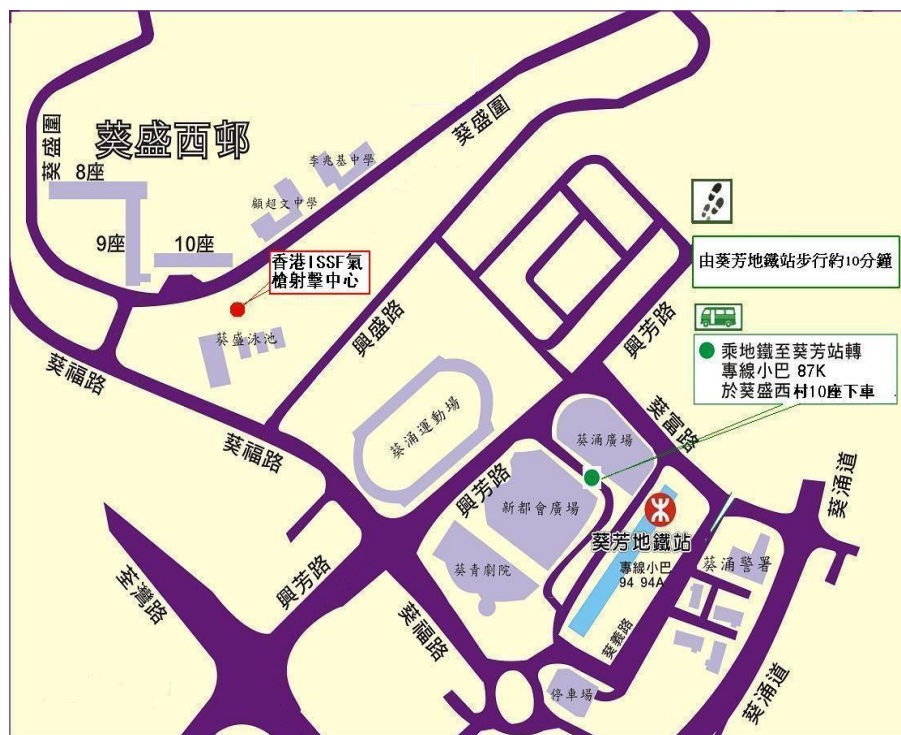 葵盛圍
葵盛西邨
8座
9座
10座
李兆基中學
顧超文中學
葵盛圍
香港ISSF氣
槍射擊中心
葵盛泳池
由葵芳地鐵站步行約10分鐘
乘地鐵至葵芳站轉
專線小巴 87K
於葵盛西村10座下車
葵福路
興盛路
興芳路
葵富路
葵福路
葵涌運動場
葵涌廣場
興芳路
新都會廣場
葵芳地鐵站
專線小巴
94 94A
葵涌道
葵涌警署
葵青劇院
興芳路
荃灣路
葵福路
葵義路
停車場
葵涌道